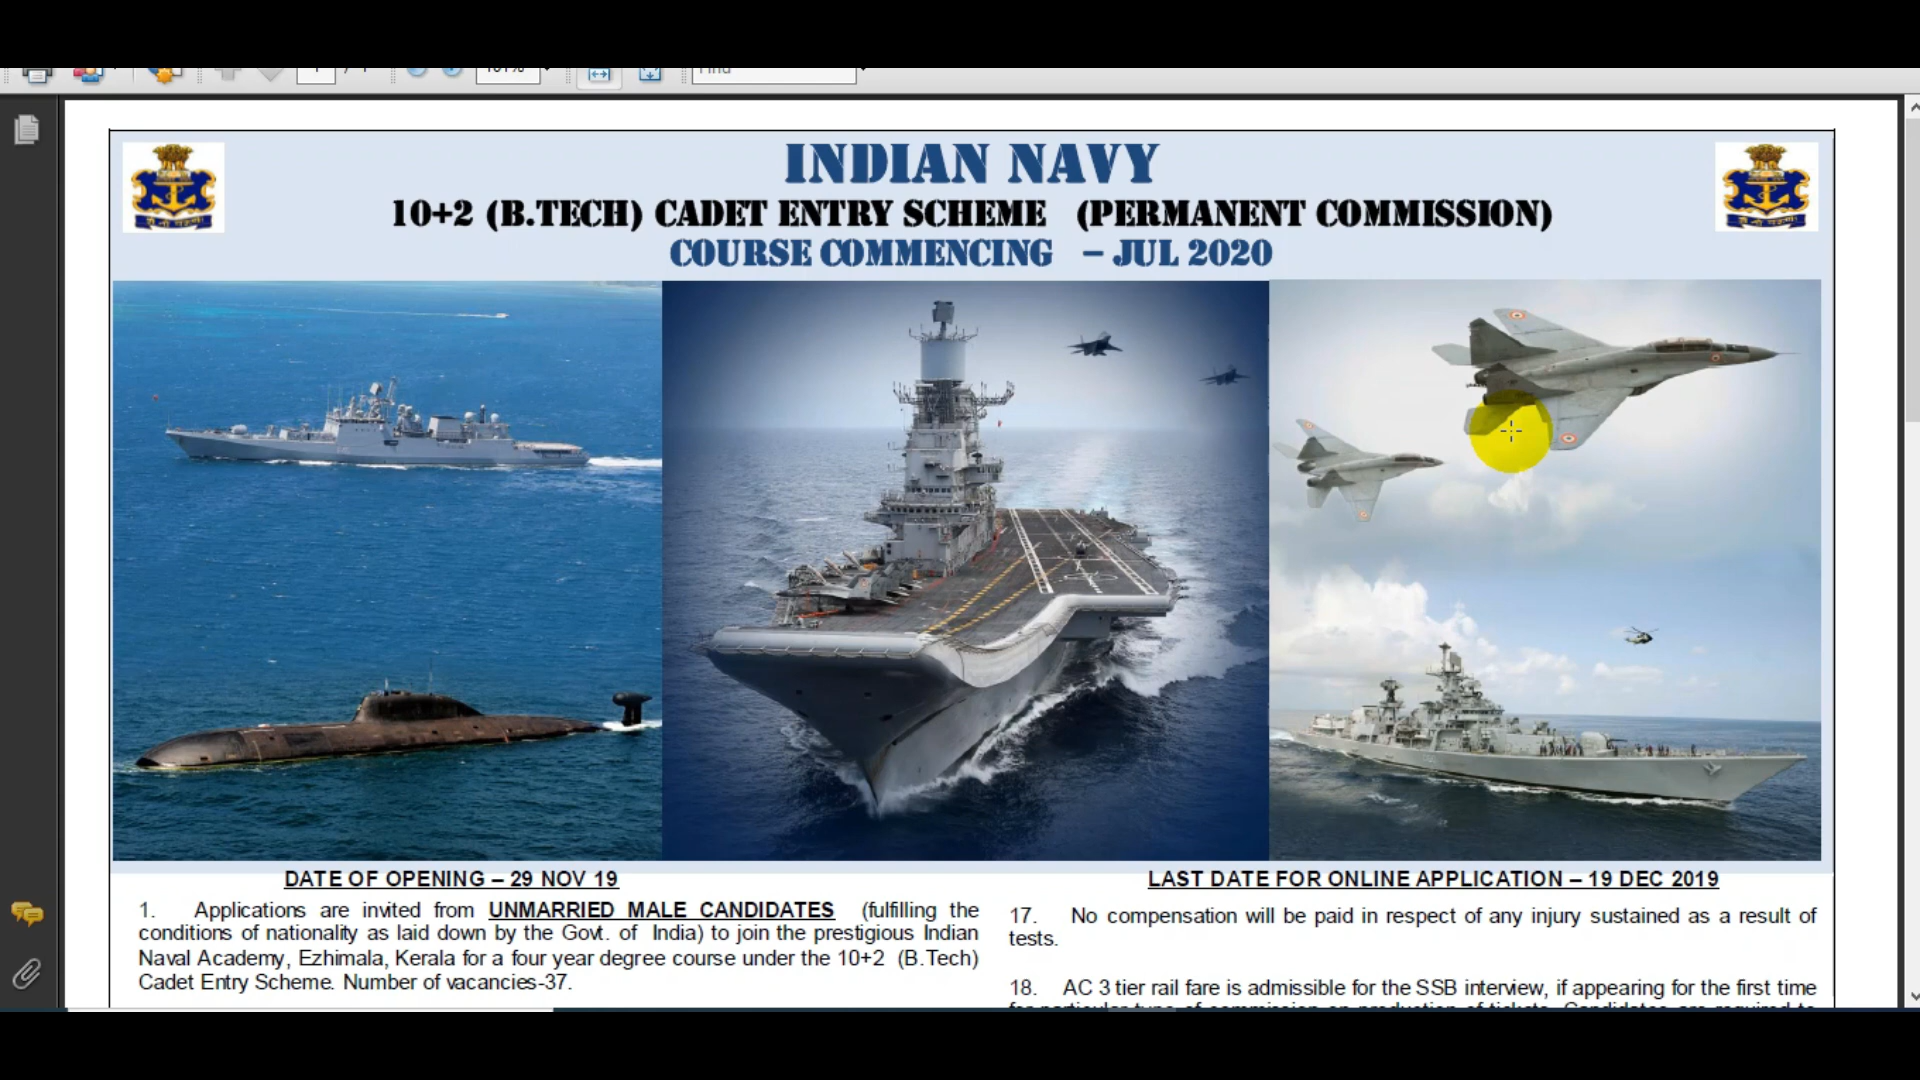 INDIAN NAVY
10+2 (B.TECH) CADET ENTRY SCHEME (PERMANENT COMMISSION)
COURSE COMMENCING – JUL 2020
DATE OF OPENING – 29 NOV 19
1. Applications are invited from UNMARRIED MALE CANDIDATES (fulfilling the
conditions of nationality as laid down by the Govt. of India) to join the prestigious Indian
Naval Academy, Ezhimala, Kerala for a four year degree course under the 10+2 (B.Tech)
Cadet Entry Scheme. Number of vacancies-37.
LAST DATE FOR ONLINE APPLICATION – 19 DEC 2019
17. No compensation will be paid in respect of any injury sustained as a result of
tests.
18. AC 3 tier rail fare is admissible for the SSB interview, if appearing for the first time